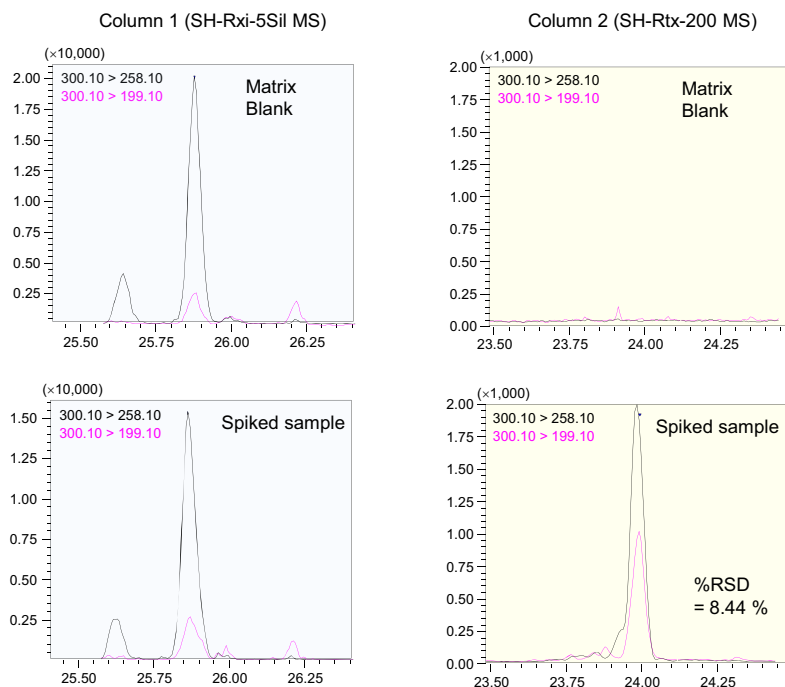 Column 1 (SH-Rxi-5Sil MS)
Column 2 (SH-Rtx-200 MS)
(×10,000)
300.10 > 258.10
300.10 > 199.10
Matrix
Blank
2.00
1.75
1.50
1.25
1.00
0.75
0.50
0.25
25.50
25.75
26.00
26.25
(×1,000)
300.10 > 258.10
300.10 > 199.10
Matrix
Blank
2.00
1.75
1.50
1.25
1.00
0.75
0.50
0.25
0.00
23.50
23.75
24.00
24.25
(×10,000)
300.10 > 258.10
300.10 > 199.10
Spiked sample
1.50
1.25
1.00
0.75
0.50
0.25
25.50
25.75
26.00
26.25
(×1,000)
300.10 > 258.10
300.10 > 199.10
Spiked sample
%RSD
= 8.44 %
2.00
1.75
1.50
1.25
1.00
0.75
0.50
0.25
0.00
23.50
23.75
24.00
24.25